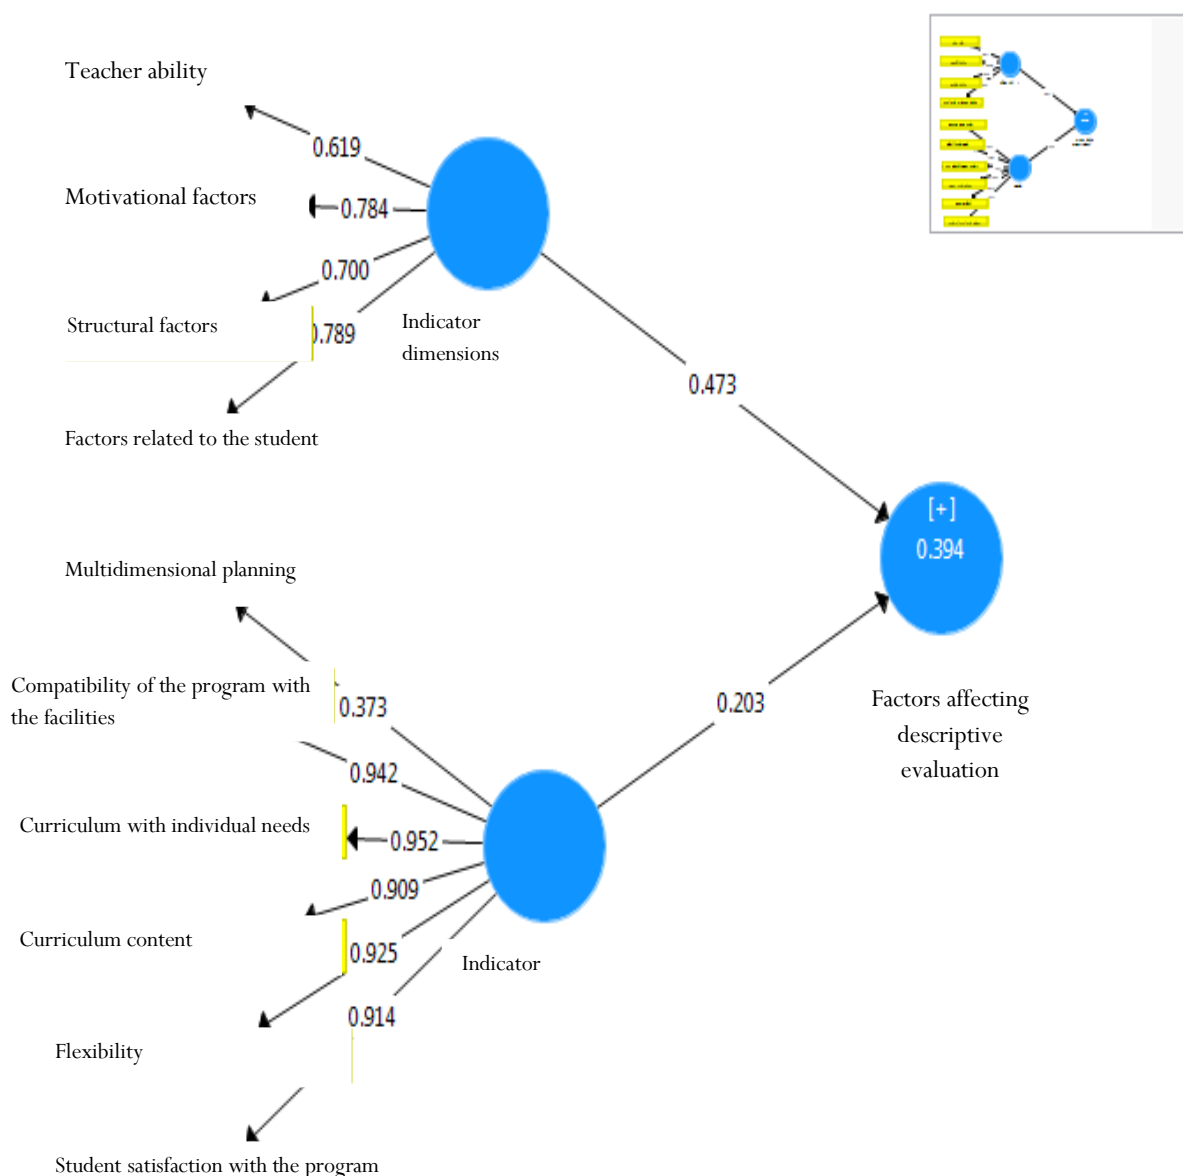 Teacher ability
0.619
Motivational factors
0.784
0.700
Structural factors
0.789
Indicator
dimensions
0.473
Factors related to the student
[+]
0.394
Multidimensional planning
Compatibility of the program with
the facilities
0.373
0.203
Factors affecting
descriptive
evaluation
0.942
Curriculum with individual needs
0.952
0.909
Curriculum content
0.925
Indicator
0.914
Flexibility
Student satisfaction with the program